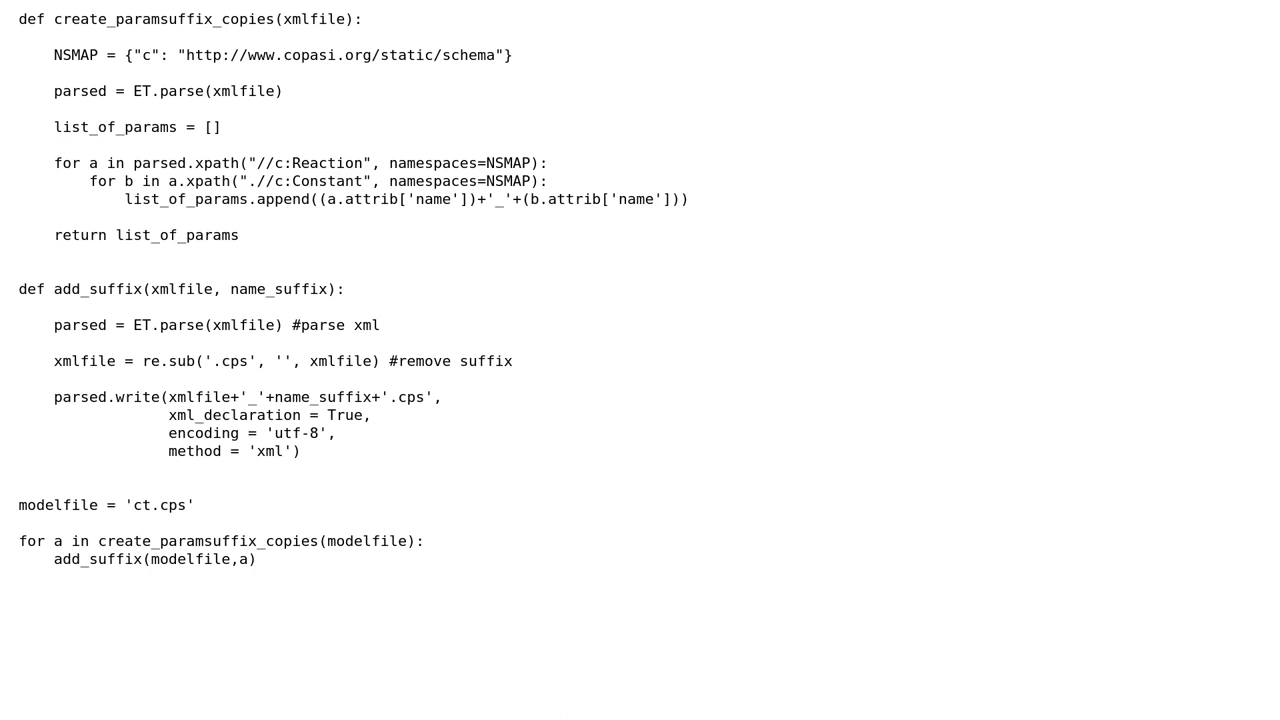 def create_paramsuffix_copies(xmlfile):
    NSMAP = {"c": "http://www.copasi.org/static/schema"}
    parsed = ET.parse(xmlfile)
    list_of_params = []
    for a in parsed.xpath("//c:Reaction", namespaces=NSMAP):
        for b in a.xpath(".//c:Constant", namespaces=NSMAP):
            list_of_params.append((a.attrib['name'])+'_'+(b.attrib['name']))
    return list_of_params
def add_suffix(xmlfile, name_suffix):
    parsed = ET.parse(xmlfile) #parse xml
    xmlfile = re.sub('.cps', '', xmlfile) #remove suffix
    parsed.write(xmlfile+'_'+name_suffix+'.cps',
                 xml_declaration = True,
                 encoding = 'utf-8',
                 method = 'xml')
modelfile = 'ct.cps'
for a in create_paramsuffix_copies(modelfile):
    add_suffix(modelfile,a)